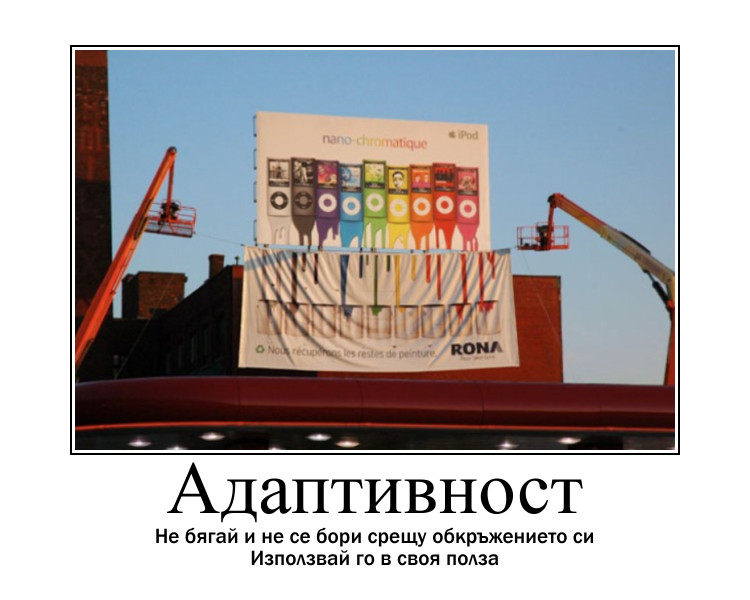 iPod
nano-chromatique
Nous récupérons les restes de peinture.
RONA
Адаптивност
Не бягай и не се бори срещу обкръжението си
Използвай го в своя полза